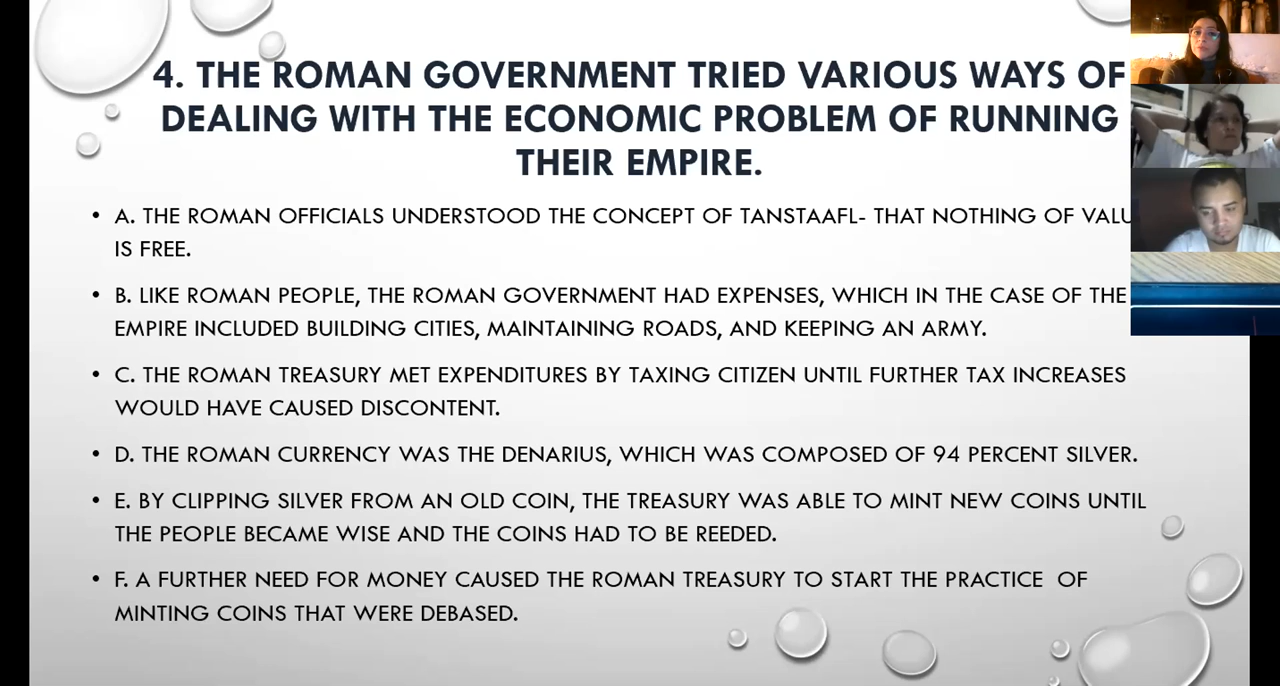 4. THE ROMAN GOVERNMENT TRIED VARIOUS WAYS OF
DEALING WITH THE ECONOMIC PROBLEM OF RUNNING
THEIR EMPIRE.
• A. THE ROMAN OFFICIALS UNDERSTOOD THE CONCEPT OF TANSTAAFL- THAT NOTHING OF
IS FREE.
• B. LIKE ROMAN PEOPLE, THE ROMAN GOVERNMENT HAD EXPENSES, WHICH IN THE CASE OF THE
EMPIRE INCLUDED BUILDING CITIES, MAINTAINING ROADS, AND KEEPING AN ARMY.
• C. THE ROMAN TREASURY MET EXPENDITURES BY TAXING CITIZEN UNTIL FURTHER TAX INCREASES
WOULD HAVE CAUSED DISCONTENT.
• D. THE ROMAN CURRENCY WAS THE DENARIUS, WHICH WAS COMPOSED OF 94 PERCENT SILVER.
• E. BY CLIPPING SILVER FROM AN OLD COIN, THE TREASURY WAS ABLE TO MINT NEW COINS UNTIL
THE PEOPLE BECAME WISE AND THE COINS HAD TO BE REEDED.
• F. A FURTHER NEED FOR MONEY CAUSED THE ROMAN TREASURY TO START THE PRACTICE OF
MINTING COINS THAT WERE DEBASED.